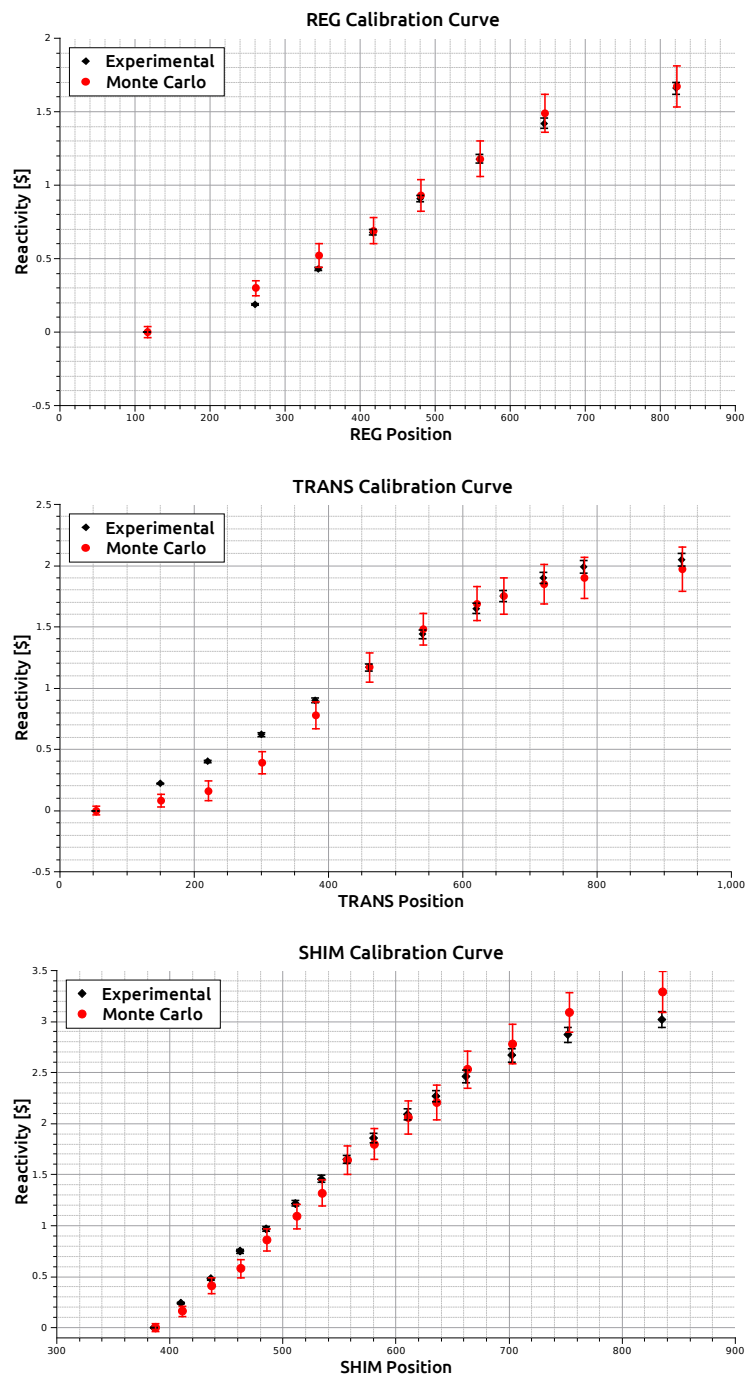 REG Calibration Curve
2
1.5
1
0.5
0
-0.5
Reactivity [$]
Experimental
Monte Carlo
0 100 200 300 400 500 600 700 800 900
REG Position
TRANS Calibration Curve
2.5
2
1.5
1
0.5
0
-0.5
Reactivity [$]
Experimental
Monte Carlo
0 200 400 600 800 1,000
TRANS Position
SHIM Calibration Curve
3.5
3
2.5
2
1.5
1
0.5
0
Reactivity [$]
Experimental
Monte Carlo
300 400 500 600 700 800 900
SHIM Position